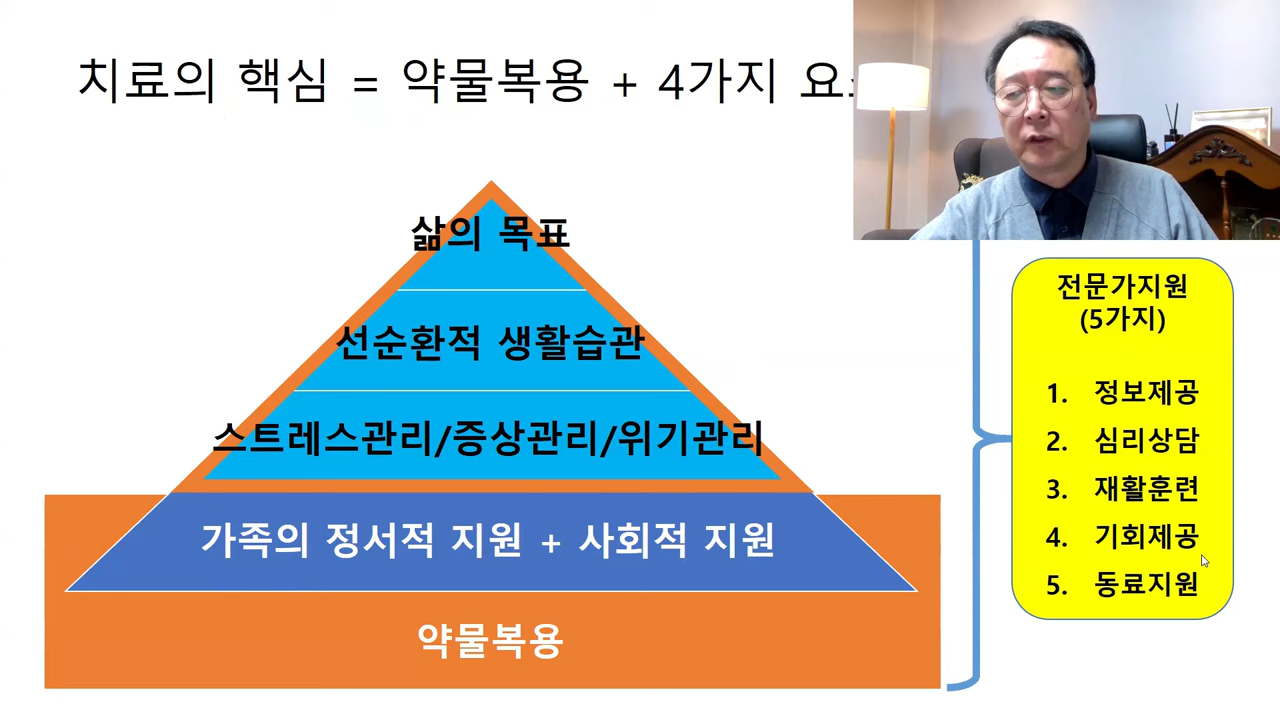 치료의 핵심 = 약물복용 + 4가지
삶의 목표
선순환적 생활습관
스트레스관리/증상관리/위기관리
가족의 정서적 지원 + 사회적 지원
약물복용
전문가지원
(5가지)
1. 정보제공
2. 심리상담
3. 재활훈련
4. 기회제공
5. 동료지원